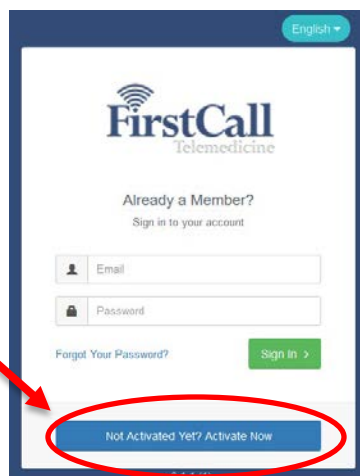 English
FirstCall
Telemedicine
Already a Member?
Sign in to your account
Email
Password
Forgot Your Password?
Sign In >
Not Activated Yet? Activate Now